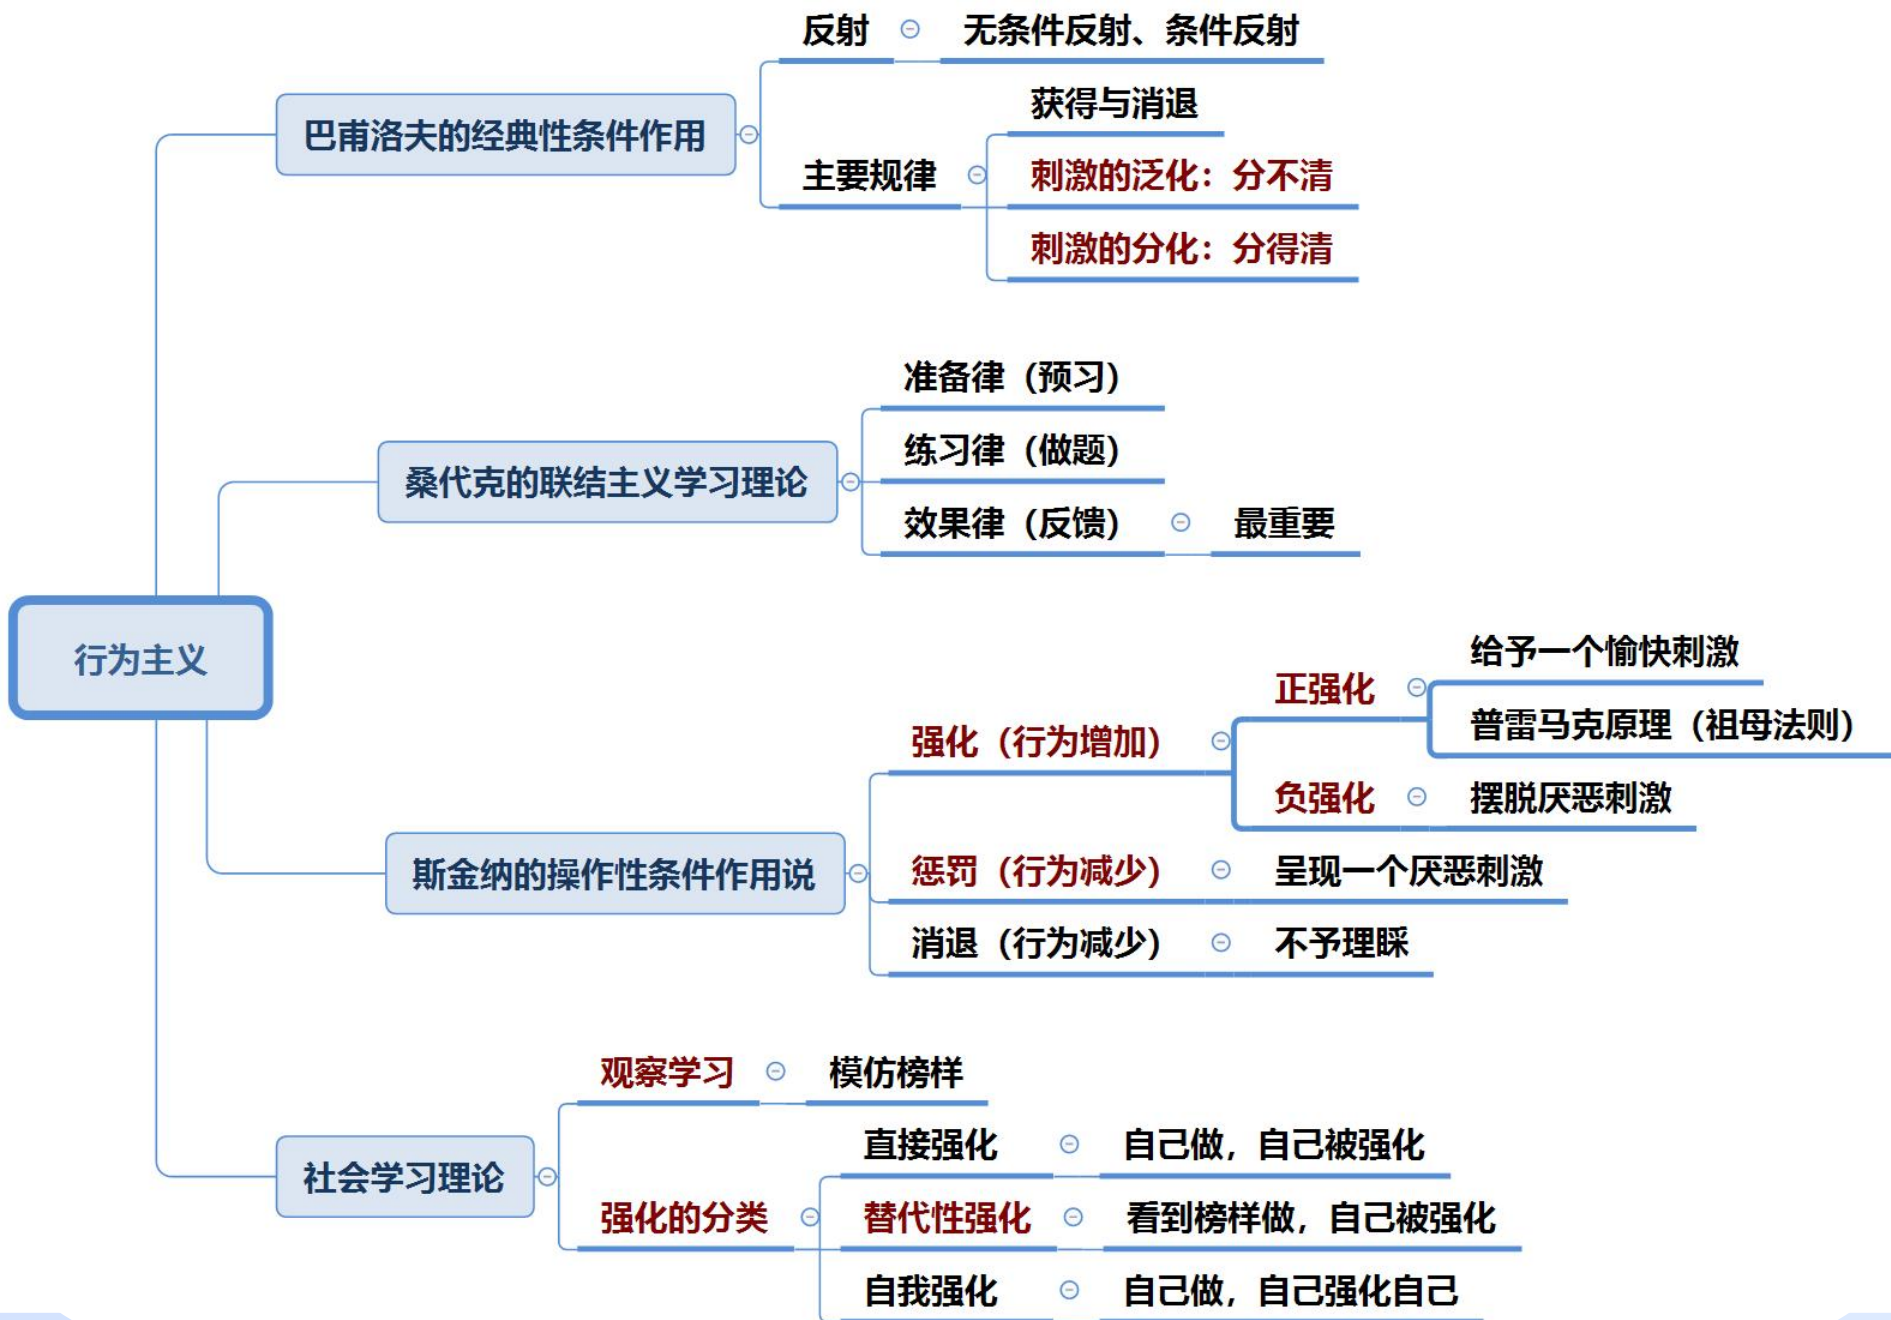 行为主义
巴甫洛夫的经典性条件作用
反射
无条件反射、条件反射
主要规律
获得与消退
刺激的泛化：分不清
刺激的分化：分得清
桑代克的联结主义学习理论
准备律（预习）
练习律（做题）
效果律（反馈）
最重要
斯金纳的操作性条件作用说
强化（行为增加）
正强化
给予一个愉快刺激
普雷马克原理（祖母法则）
负强化
摆脱厌恶刺激
惩罚（行为减少）
呈现一个厌恶刺激
消退（行为减少）
不予理睬
社会学习理论
观察学习
模仿榜样
强化的分类
直接强化
自己做，自己被强化
替代性强化
看到榜样做，自己被强化
自我强化
自己做，自己强化自己